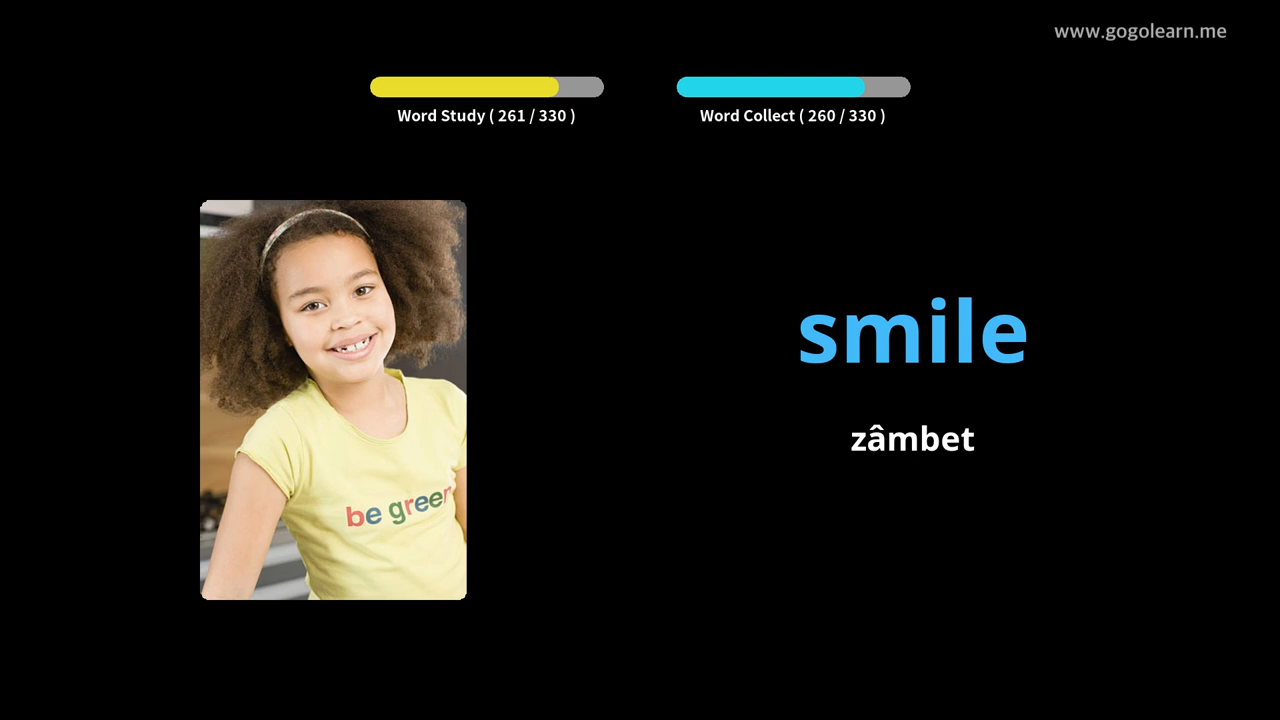 www.gogolearn.me
Word Study ( 261 / 330 )
Word Collect ( 260 / 330 )
smile
zâmbet
be green